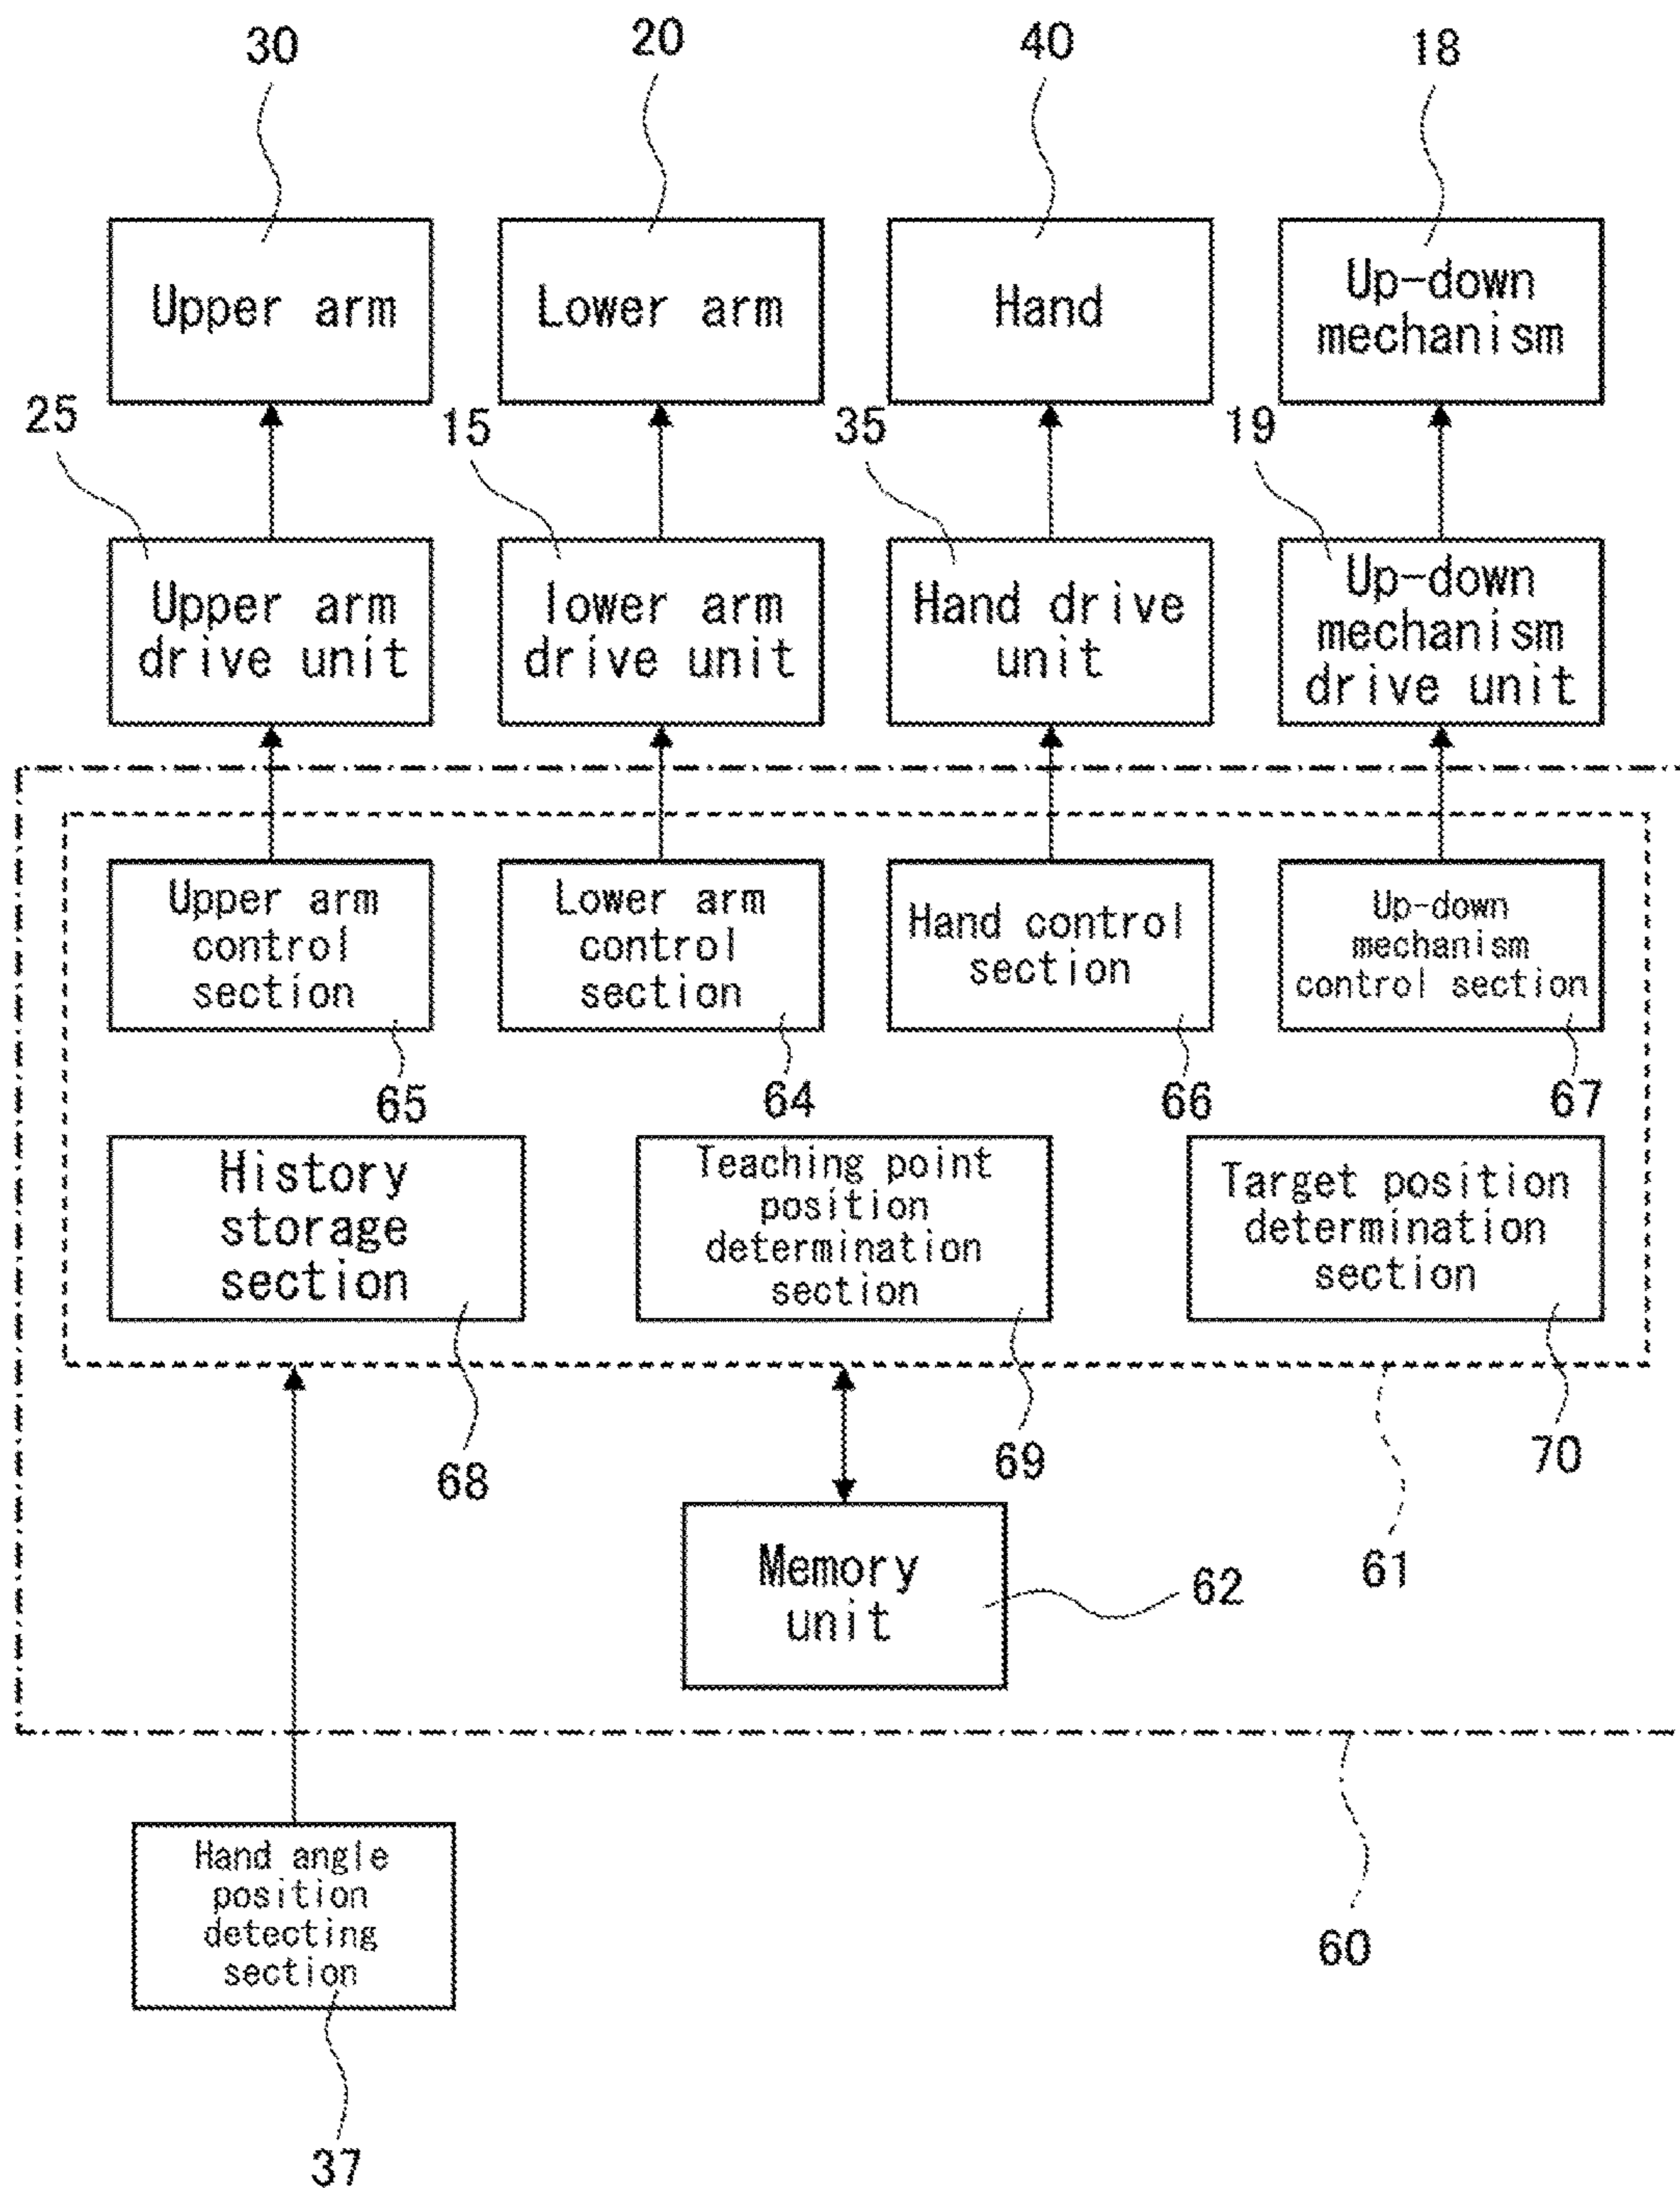 30
20
40
18
Upper arm
Lower arm
Hand
Up-down
mechanism
25
15
35
19
Upper arm
drive unit
lower arm
drive unit
Hand drive
unit
Up-down
mechanism
drive unit
Upper arm
control
section
Lower arm
control
section
Hand control
section
Up-down
mechanism
control section
65
64
66
67
History
storage
section
Teaching point
position
determination
section
Target position
determination
section
68
69
70
61
Memory
unit
62
60
Hand angle
position
detecting
section
37